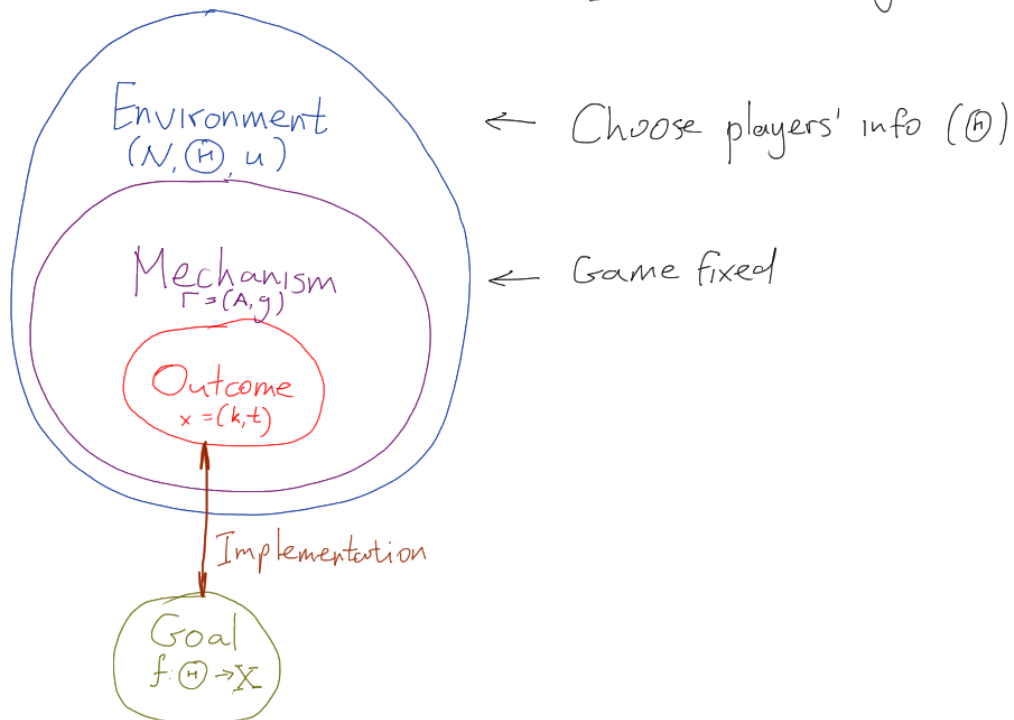 Environment
(N, Ⓗ, u)
← Choose players' info (Ⓗ)
Mechanism
Γ=(A,g)
← Game fixed
Outcome
x=(k,t)
Implementation
Goal
f:Ⓗ→X